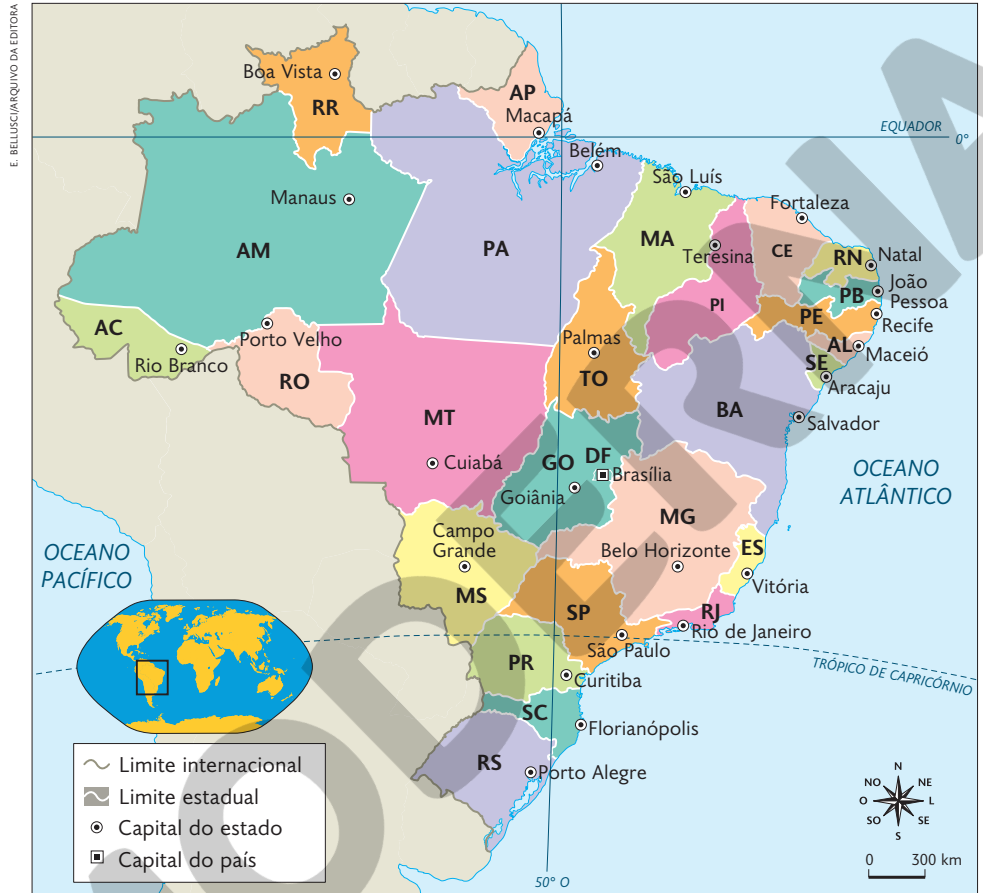 E. BELLUSCI/ARQUIVO DA EDITORA
Boa Vista
RR
AP
Macapá
EQUADOR
0°
Belém
São Luís
Manaus
Fortaleza
AM
PA
MA
Teresina
CE
RN
Natal
PI
PB
João
Pessoa
AC
Porto Velho
PE
Recife
Rio Branco
Palmas
AL
Maceió
RO
TO
SE
Aracaju
MT
BA
Salvador
Cuiabá
GO
DF
Brasília
Goiânia
OCEANO
ATLÂNTICO
MG
Campo
Grande
Belo Horizonte
ES
OCEANO
PACÍFICO
MS
SP
Vitória
RJ
Rio de Janeiro
São Paulo
PR
Curitiba
TRÓPICO DE CAPRICÓRNIO
SC
Florianópolis
RS
Porto Alegre
Limite internacional
Limite estadual
Capital do estado
Capital do país
N
NO
NE
O
L
SO
SE
S
0
300 km
50° O